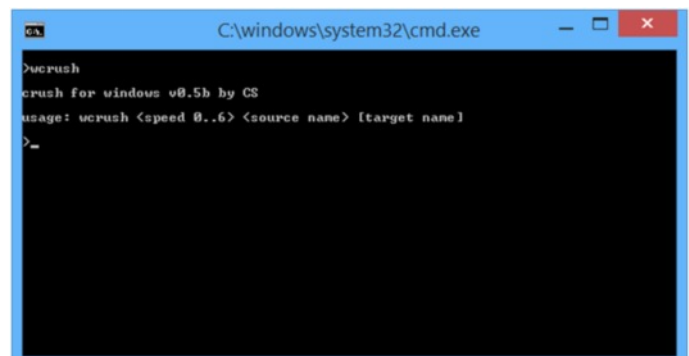 C:\windows\system32\cmd.exe
>wcrush
crush for windows v0.5b by CS
usage: wcrush <speed 0..6> <source name> [target name]
>_